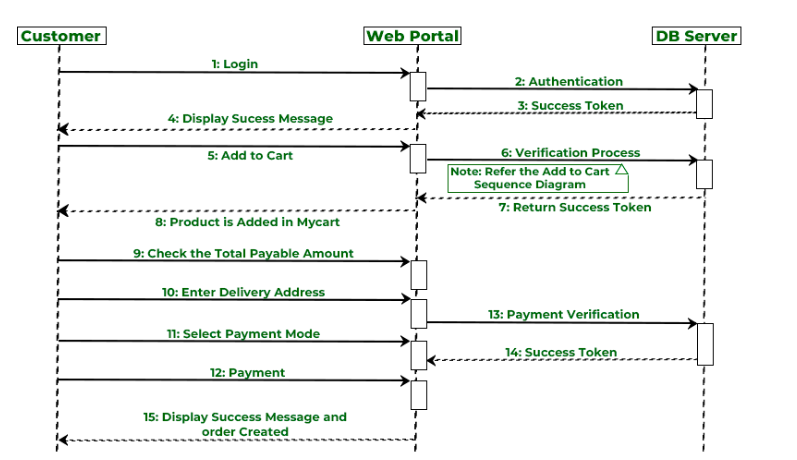 Customer
Web Portal
DB Server
1: Login
2: Authentication
3: Success Token
4: Display Sucess Message
5: Add to Cart
6: Verification Process
Note: Refer the Add to Cart
Sequence Diagram
7: Return Success Token
8: Product is Added in Mycart
9: Check the Total Payable Amount
10: Enter Delivery Address
13: Payment Verification
11: Select Payment Mode
14: Success Token
12: Payment
15: Display Success Message and
order Created